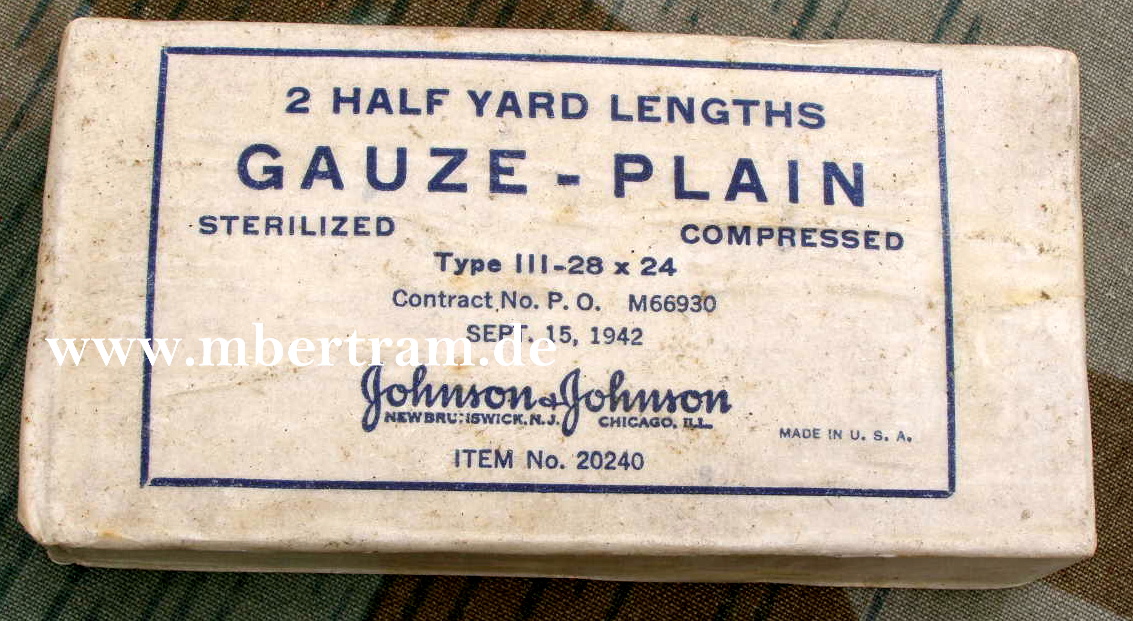 2 HALF YARD LENGTHS
GAUZE - PLAIN
STERILIZED COMPRESSED
Type III-28 x 24
Contract No. P. O. M66930
SEPT. 15, 1942
www.mbertram.de
Johnson & Johnson
NEW BRUNSWICK, N. J. CHICAGO, ILL.
MADE IN U. S. A.
ITEM No. 20240